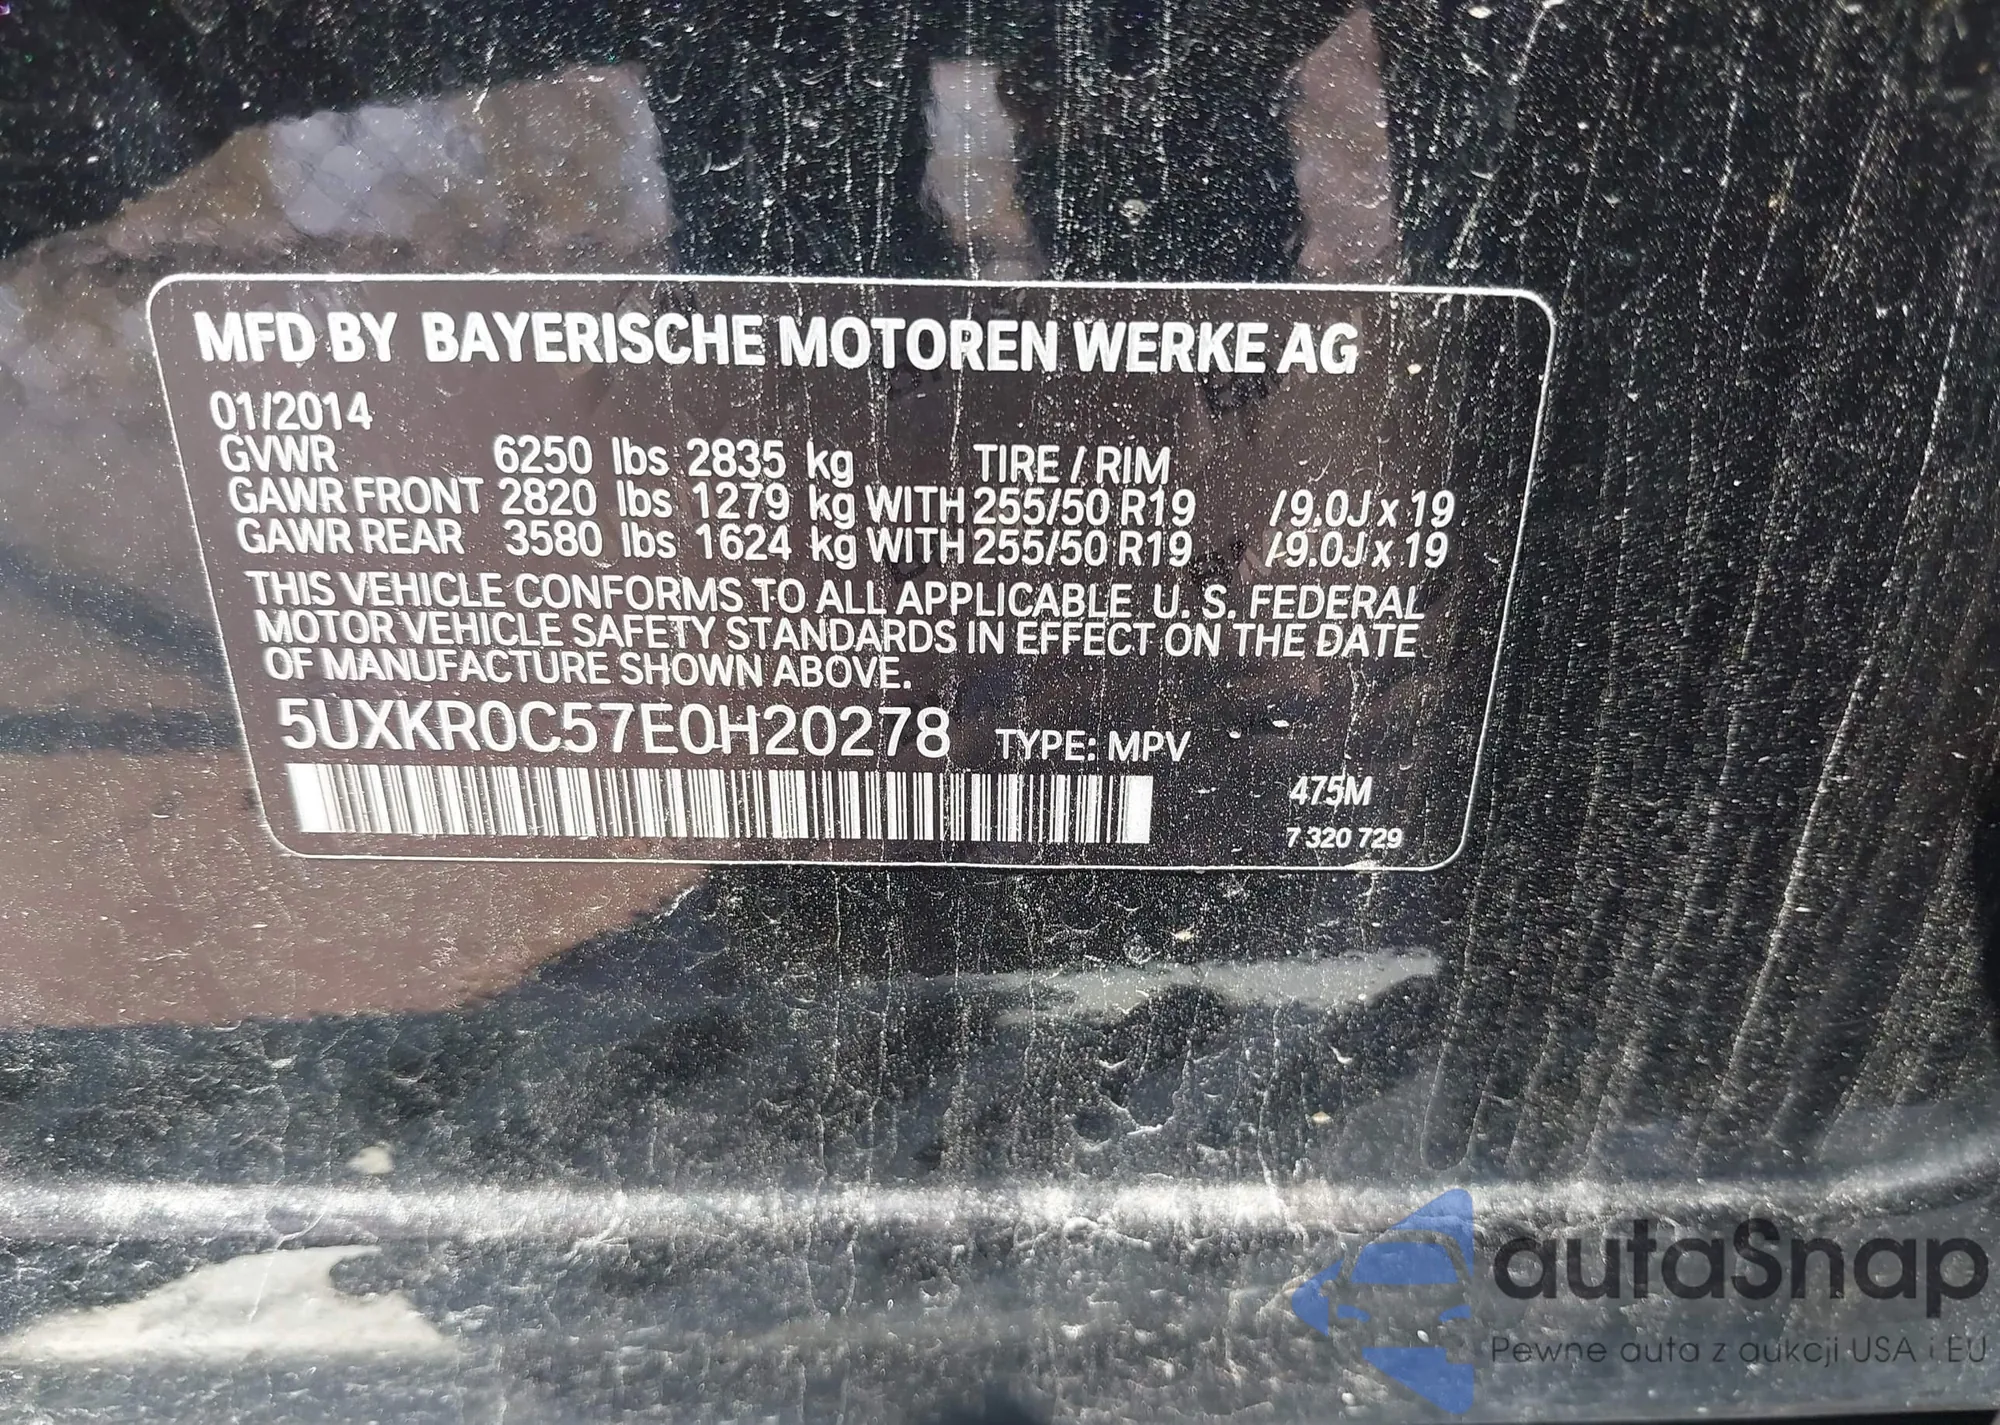 MFD BY BAYERISCHE MOTOREN WERKE AG
01/2014
GVWR 6250 lbs 2835 kg TIRE / RIM
GAWR FRONT 2820 lbs 1279 kg WITH 255/50 R19 /9.0J x 19
GAWR REAR 3580 lbs 1624 kg WITH 255/50 R19 /9.0J x 19
THIS VEHICLE CONFORMS TO ALL APPLICABLE U. S. FEDERAL
MOTOR VEHICLE SAFETY STANDARDS IN EFFECT ON THE DATE
OF MANUFACTURE SHOWN ABOVE.
5UXKR0C57E0H20278 TYPE: MPV
475M
7 320 729
autaSnap
Pewne auta z aukcji USA i EU